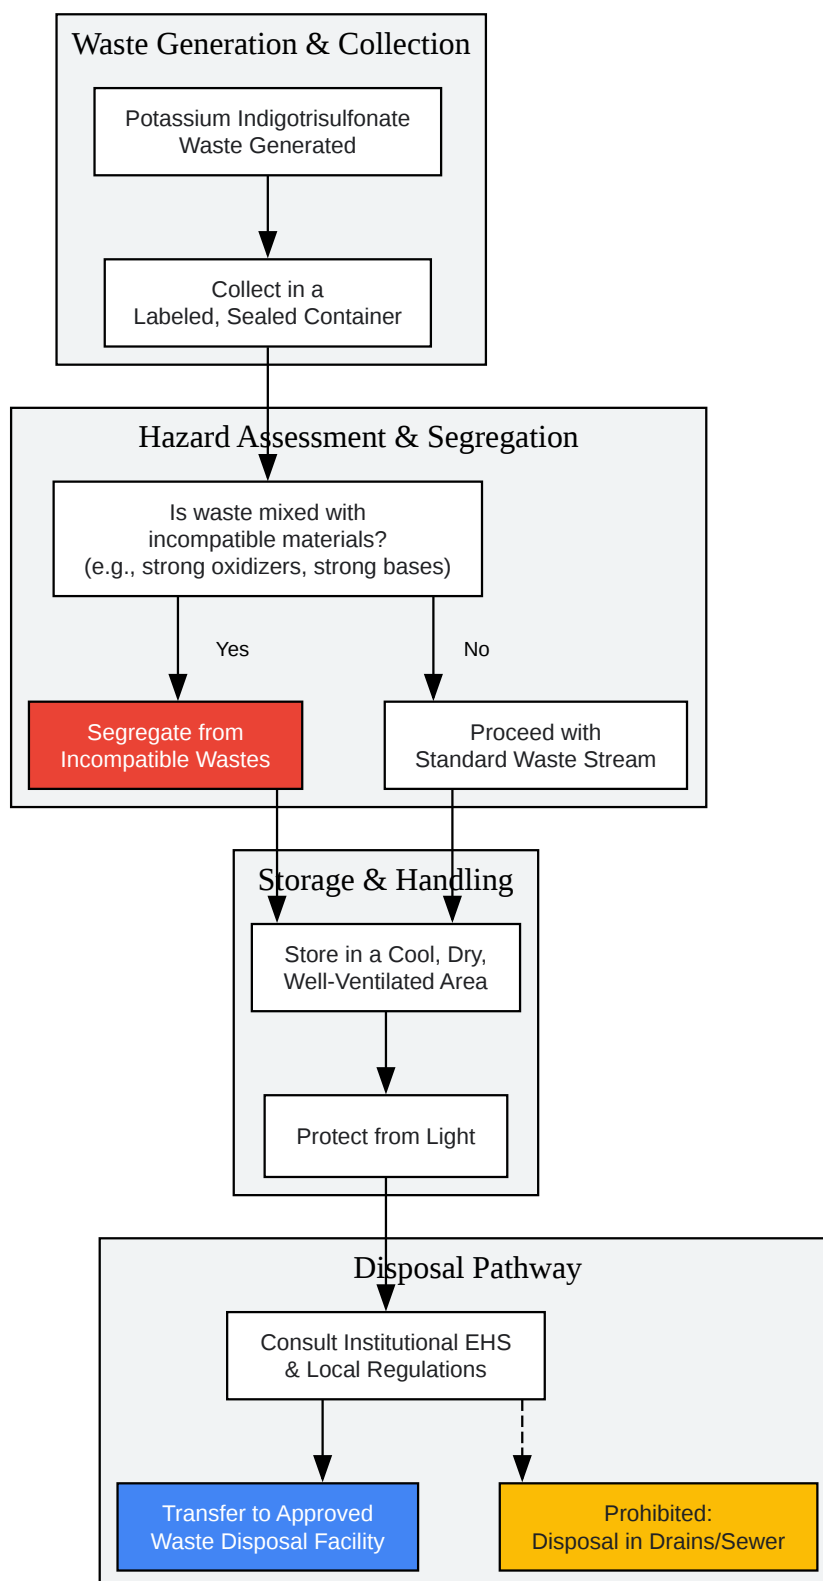 Waste Generation & Collection
Potassium Indigotrisulfonate
Waste Generated
Collect in a
Labeled, Sealed Container
Hazard Assessment & Segregation
Is waste mixed with
incompatible materials?
(e.g., strong oxidizers, strong bases)
Yes
No
Segregate from
Incompatible Wastes
Proceed with
Standard Waste Stream
Storage & Handling
Store in a Cool, Dry,
Well-Ventilated Area
Protect from Light
Disposal Pathway
Consult Institutional EHS
& Local Regulations
Transfer to Approved
Waste Disposal Facility
Prohibited:
Disposal in Drains/Sewer